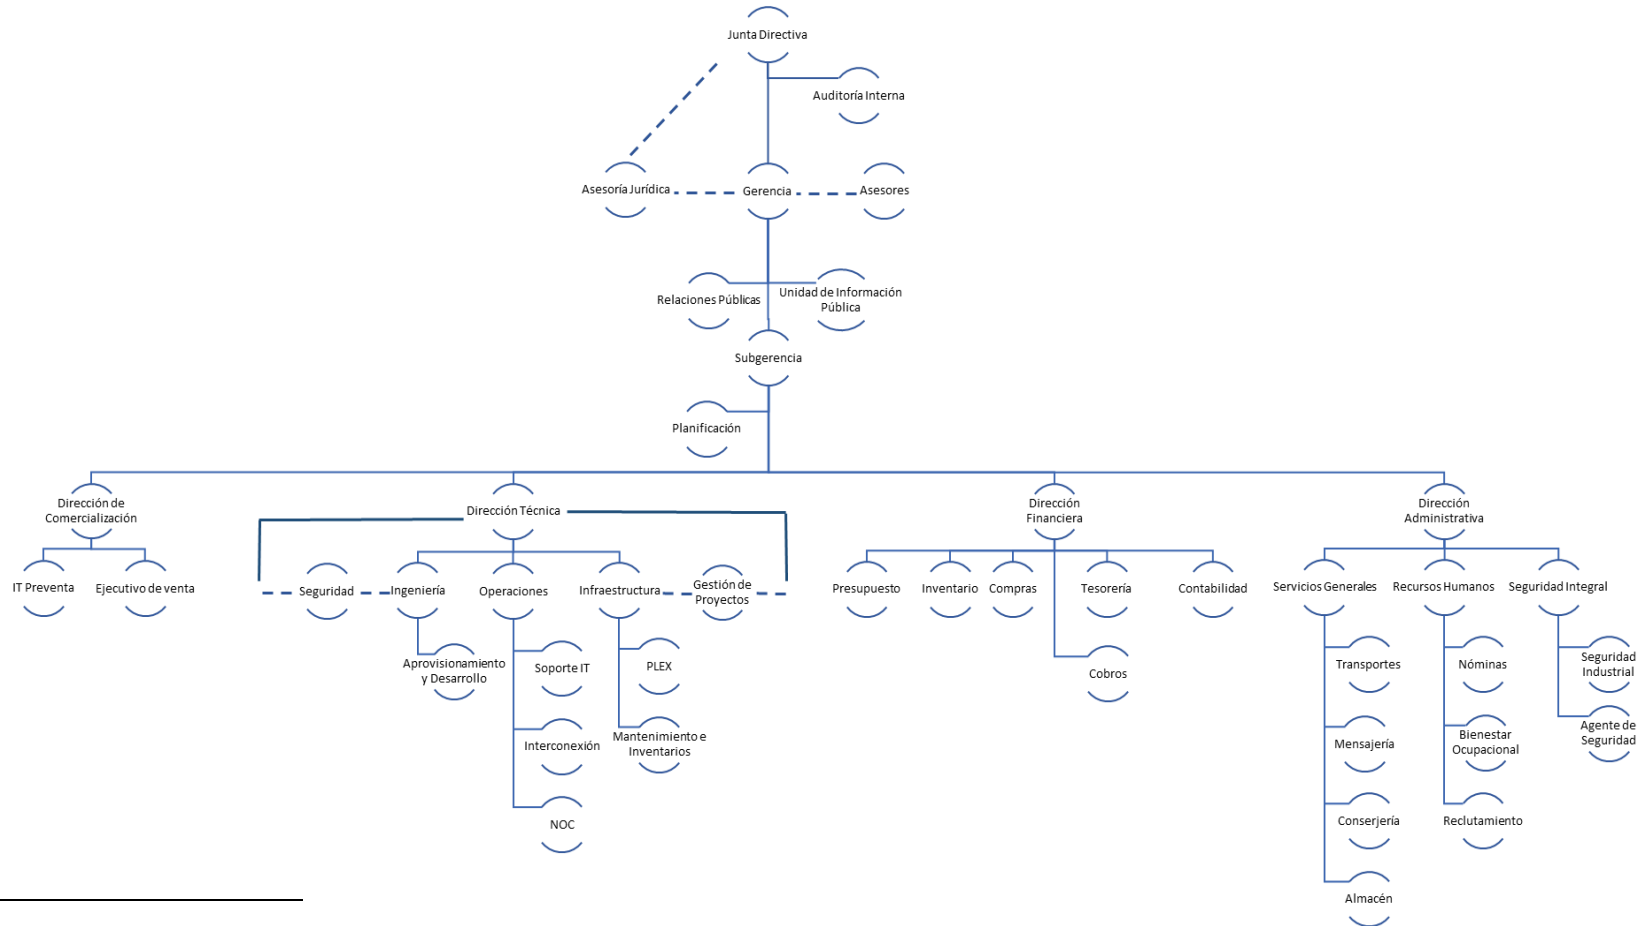 Junta Directiva
Auditoría Interna
Asesoría Jurídica
Gerencia
Asesores
Relaciones Públicas
Unidad de Información
Pública
Subgerencia
Planificación
Dirección de
Comercialización
Dirección Técnica
Dirección
Financiera
Dirección
Administrativa
IT Preventa
Ejecutivo de venta
Seguridad
Ingeniería
Operaciones
Infraestructura
Gestión de
Proyectos
Presupuesto
Inventario
Compras
Tesorería
Contabilidad
Servicios Generales
Recursos Humanos
Seguridad Integral
Aprovisionamiento
y Desarrollo
Soporte IT
PLEX
Cobros
Transportes
Nóminas
Seguridad
Industrial
Interconexión
Mantenimiento e
Inventarios
Mensajería
Bienestar
Ocupacional
Agente de
Seguridad
NOC
Conserjería
Reclutamiento
Almacén